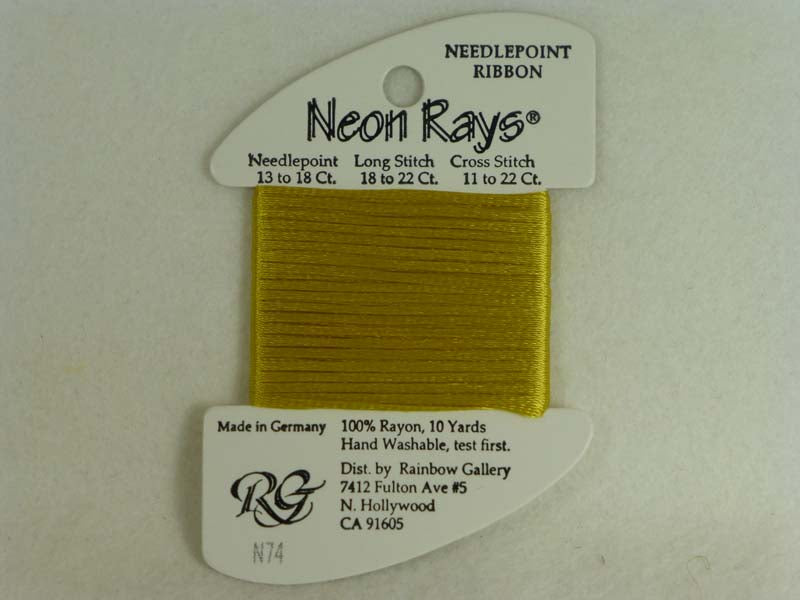 NEEDLEPOINT
RIBBON
Neon Rays®
Needlepoint Long Stitch Cross Stitch
13 to 18 Ct. 18 to 22 Ct. 11 to 22 Ct.
Made in Germany
100% Rayon, 10 Yards
Hand Washable, test first.
Dist. by Rainbow Gallery
7412 Fulton Ave #5
N. Hollywood
CA 91605
RG
N74